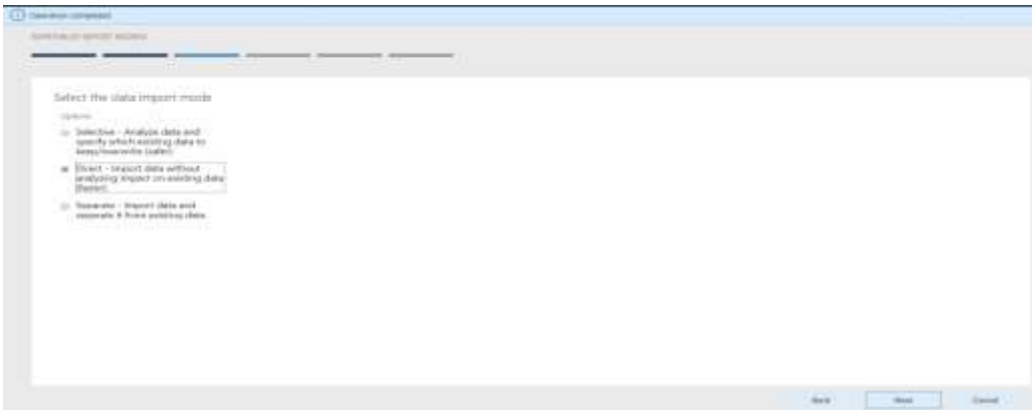 Operation completed
Select the data import mode
Options
Selective - Analyze data and
specify which existing data to
keep/overwrite (safer)
Direct - Import data without
analyzing impact on existing data
(faster)
Separate - Import data and
separate it from existing data
Back
Next
Cancel